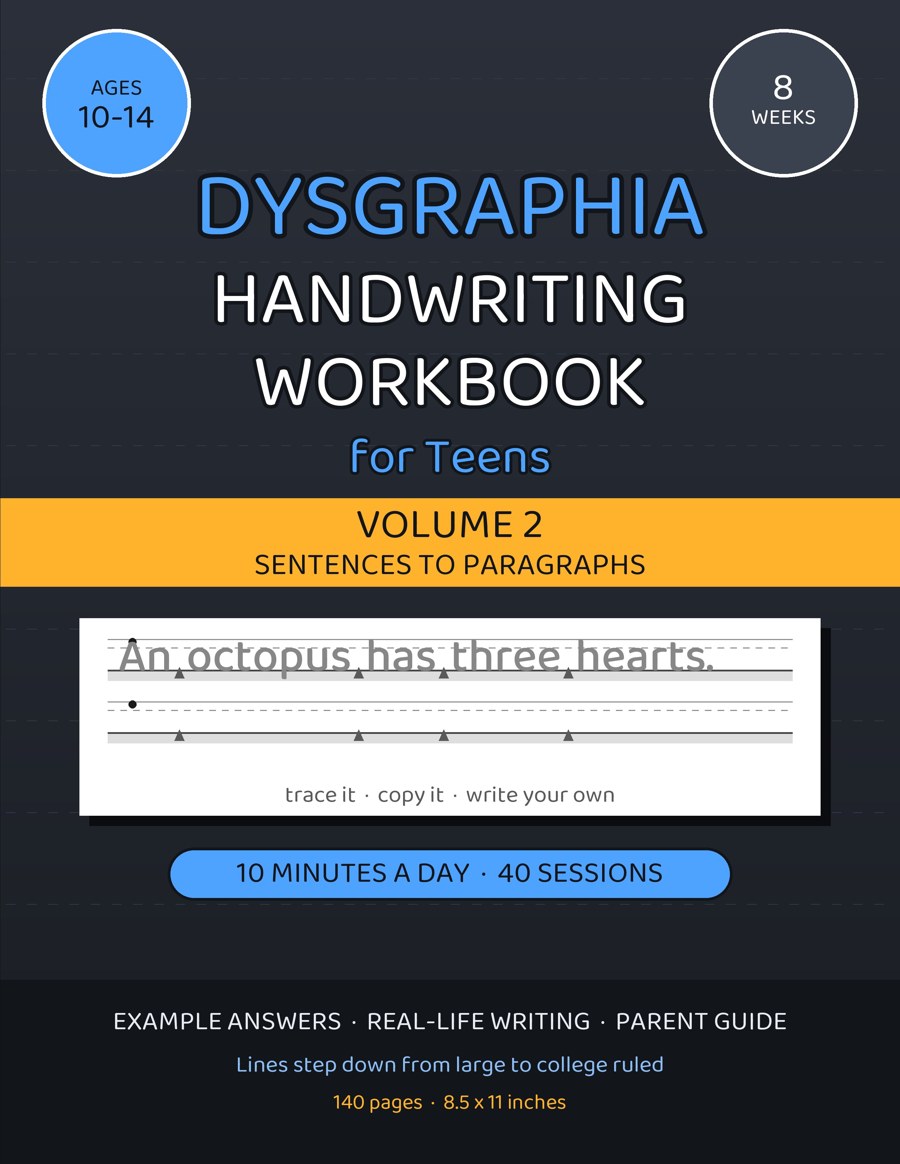 AGES
10-14
8
WEEKS
DYSGRAPHIA
HANDWRITING
WORKBOOK
for Teens
VOLUME 2
SENTENCES TO PARAGRAPHS
An octopus has three hearts.
trace it · copy it · write your own
10 MINUTES A DAY · 40 SESSIONS
EXAMPLE ANSWERS · REAL-LIFE WRITING · PARENT GUIDE
Lines step down from large to college ruled
140 pages · 8.5 x 11 inches